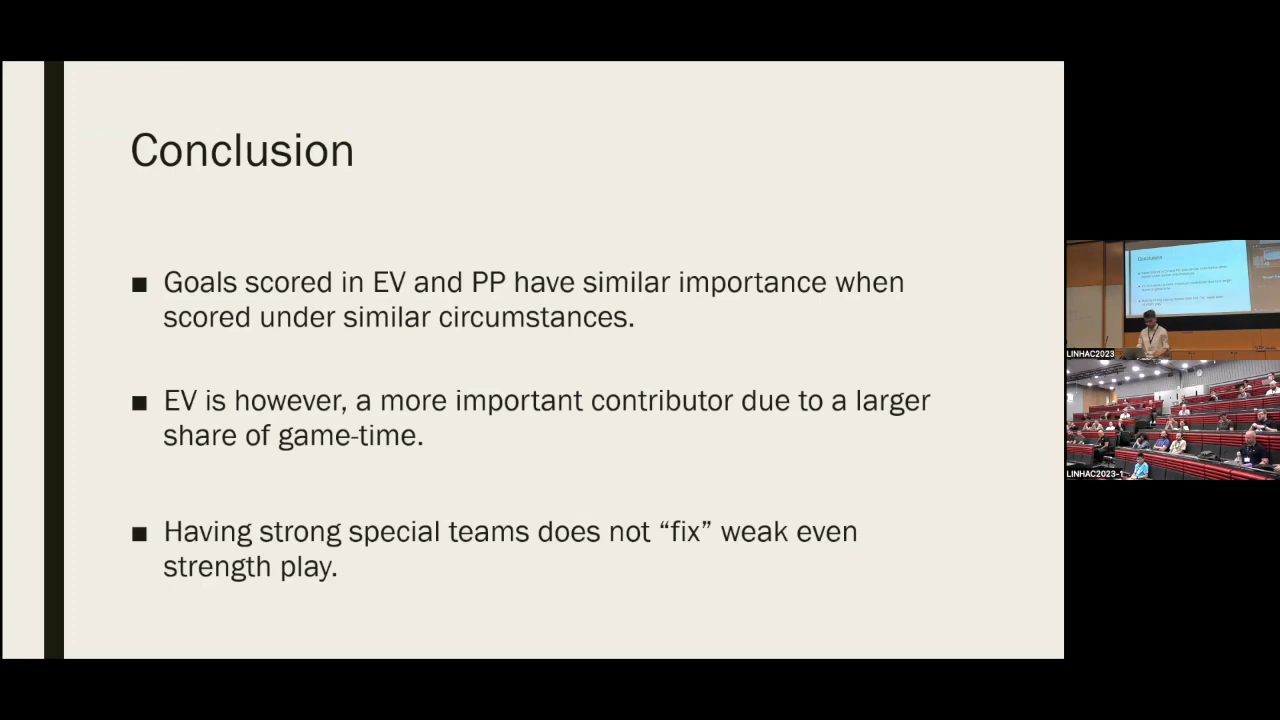 Conclusion
■ Goals scored in EV and PP have similar importance when
scored under similar circumstances.
■ EV is however, a more important contributor due to a larger
share of game-time.
■ Having strong special teams does not “fix” weak even
strength play.
Conclusion
LINHAC2023
LINHAC2023-1